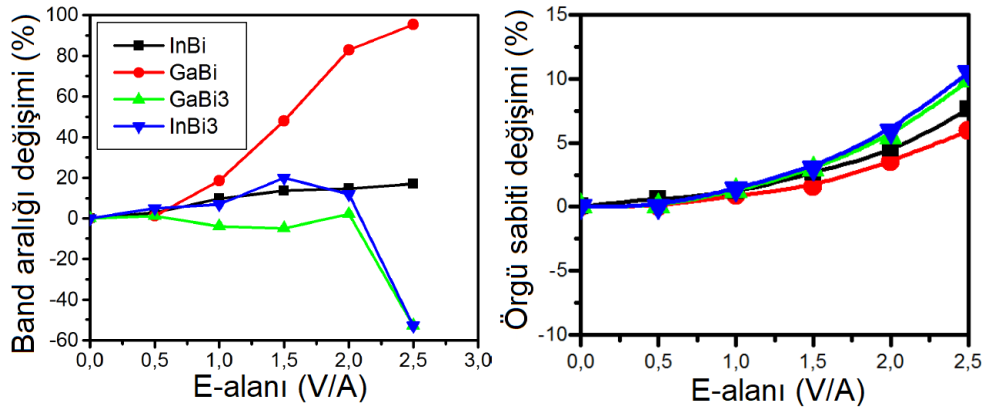 Band aralığı değişimi (%)
100
80
60
40
20
0
-20
-40
-60
InBi
GaBi
GaBi3
InBi3
0,0 0,5 1,0 1,5 2,0 2,5 3,0
E-alanı (V/A)
Örgü sabiti değişimi (%)
15
10
5
0
-5
-10
0,0 0,5 1,0 1,5 2,0 2,5
E-alanı (V/A)